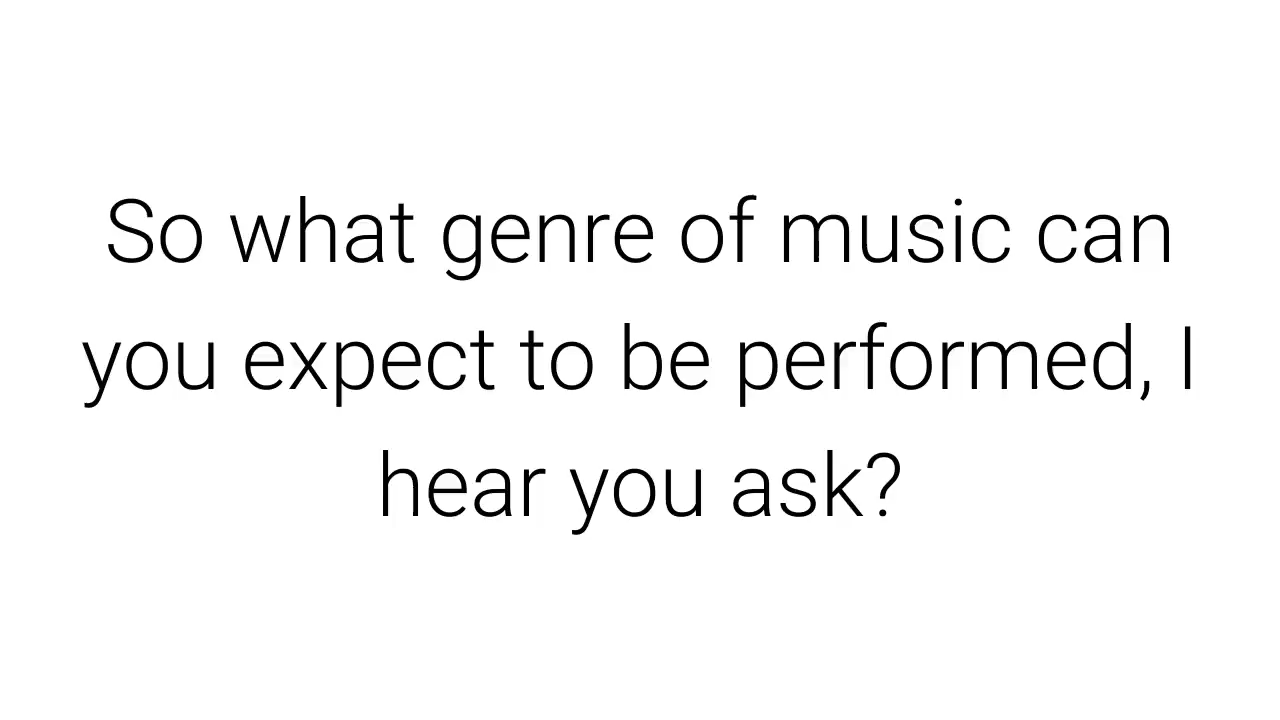 So what genre of music can
you expect to be performed, I
hear you ask?